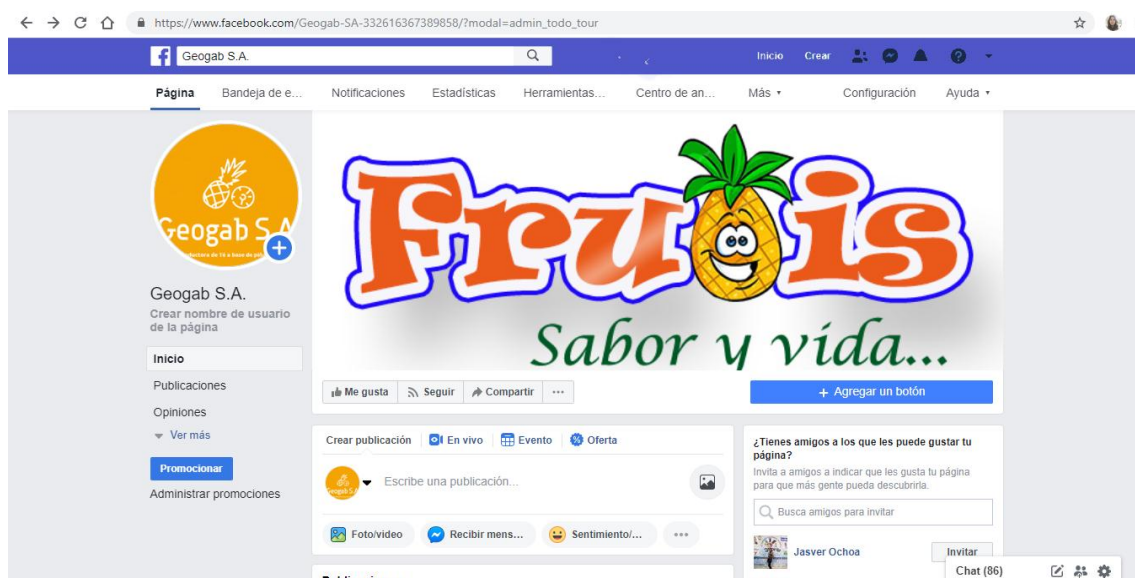 https://www.facebook.com/Geogab-SA-332616367389858/?modal=admin_todo_tour
Geogab S.A.
Inicio Crear
Página Bandeja de e... Notificaciones Estadísticas Herramientas... Centro de an... Más Configuración Ayuda
Geogab S.A
Frutis
Sabor y vida...
Geogab S.A.
Crear nombre de usuario
de la página
Inicio
Publicaciones
Opiniones
Ver más
Promocionar
Administrar promociones
Me gusta Seguir Compartir ...
+ Agregar un botón
Crear publicación En vivo Evento Oferta
Escribe una publicación...
Foto/video Recibir mens... Sentimiento/... ...
¿Tienes amigos a los que les puede gustar tu
página?
Invita a amigos a indicar que les gusta tu página
para que más gente pueda descubrirla.
Busca amigos para invitar
Jasver Ochoa Invitar
Chat (86)